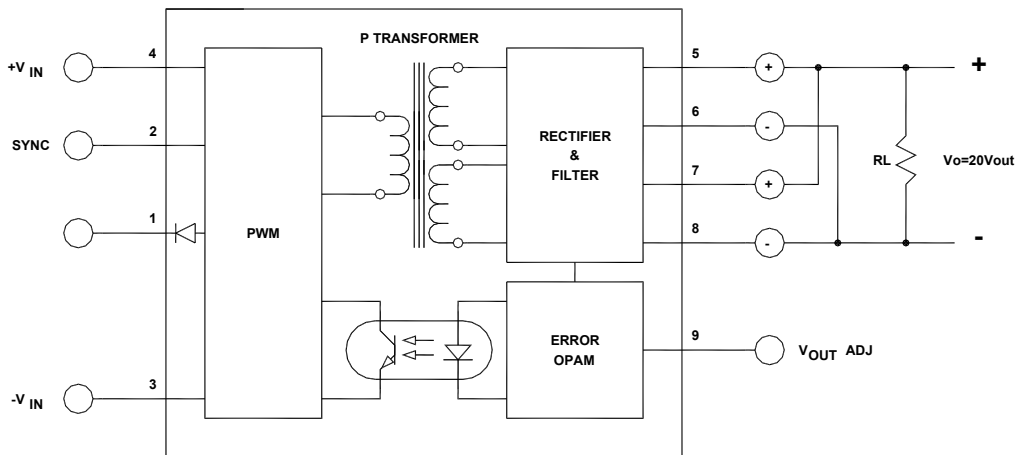 P TRANSFORMER
+V IN
4
SYNC
2
1
PWM
-V IN
3
RECTIFIER
&
FILTER
5
+
6
-
7
+
8
-
RL
+
Vo=20Vout
-
ERROR
OPAM
9
VOUT ADJ